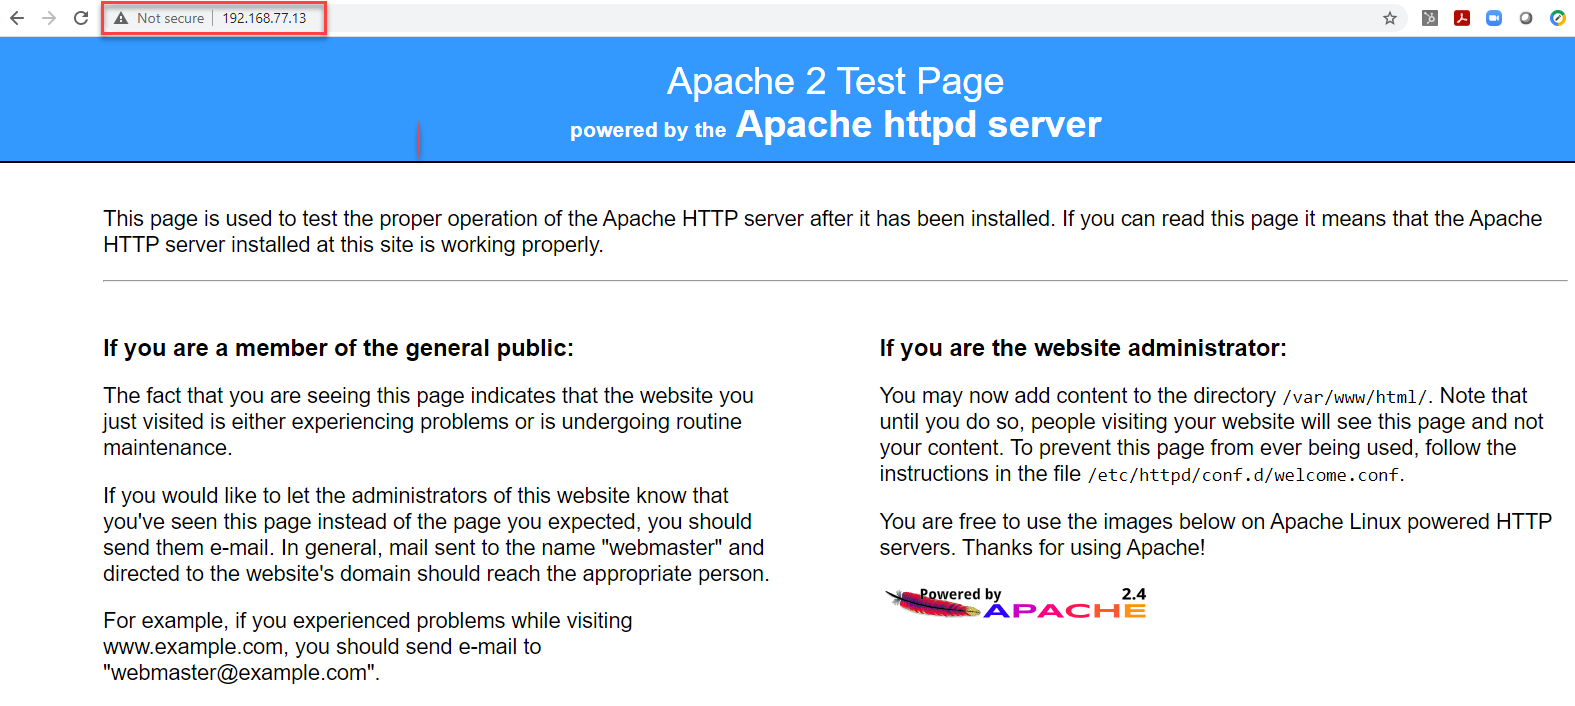 Not secure | 192.168.77.13
Apache 2 Test Page
powered by the Apache httpd server
This page is used to test the proper operation of the Apache HTTP server after it has been installed. If you can read this page it means that the Apache
HTTP server installed at this site is working properly.
If you are a member of the general public:
The fact that you are seeing this page indicates that the website you
just visited is either experiencing problems or is undergoing routine
maintenance.
If you would like to let the administrators of this website know that
you've seen this page instead of the page you expected, you should
send them e-mail. In general, mail sent to the name "webmaster" and
directed to the website's domain should reach the appropriate person.
For example, if you experienced problems while visiting
www.example.com, you should send e-mail to
"webmaster@example.com".
If you are the website administrator:
You may now add content to the directory /var/www/html/. Note that
until you do so, people visiting your website will see this page and not
your content. To prevent this page from ever being used, follow the
instructions in the file /etc/httpd/conf.d/welcome.conf.
You are free to use the images below on Apache Linux powered HTTP
servers. Thanks for using Apache!
Powered by 2.4
APACHE